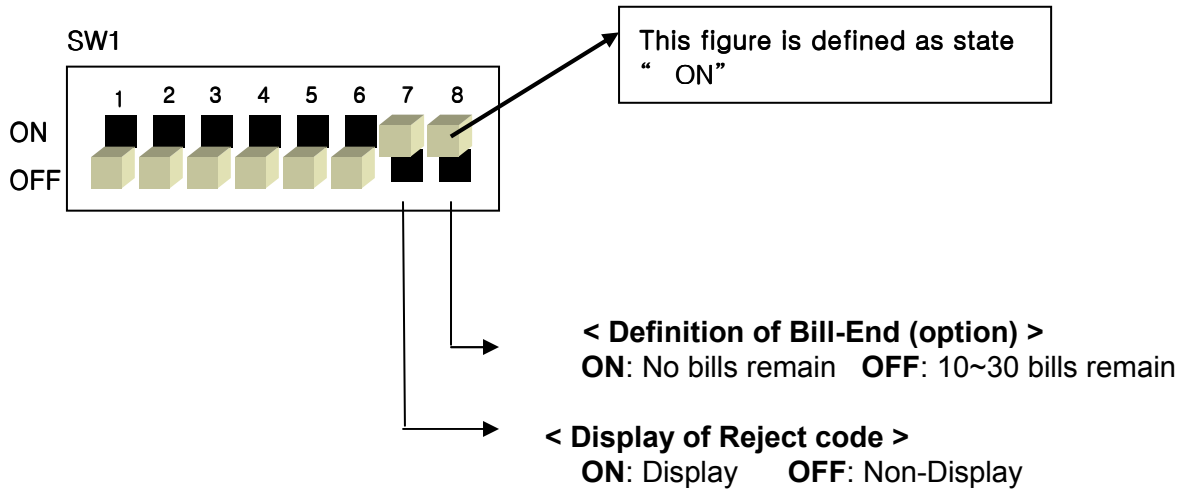 SW1
This figure is defined as state
“ ON”
1 2 3 4 5 6 7 8
ON
OFF
< Definition of Bill-End (option) >
ON: No bills remain OFF: 10~30 bills remain
< Display of Reject code >
ON: Display OFF: Non-Display